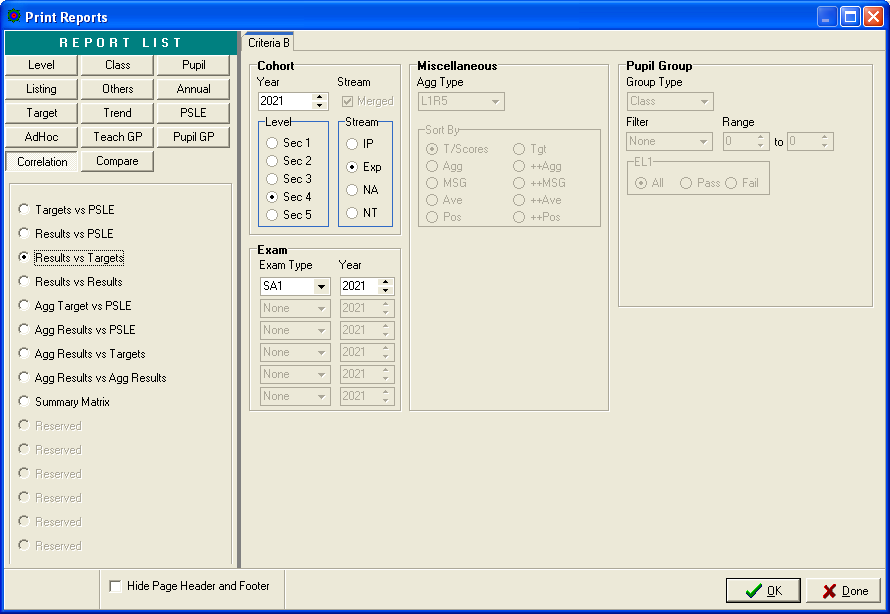 Print Reports
REPORT LIST
Level Class Pupil
Listing Others Annual
Target Trend PSLE
AdHoc Teach GP Pupil GP
Correlation Compare
Targets vs PSLE
Results vs PSLE
Results vs Targets
Results vs Results
Agg Target vs PSLE
Agg Results vs PSLE
Agg Results vs Targets
Agg Results vs Agg Results
Summary Matrix
Reserved
Reserved
Reserved
Reserved
Reserved
Reserved
Criteria B
Cohort
Year Stream
2021 Merged
Level Stream
Sec 1 IP
Sec 2 Exp
Sec 3 NA
Sec 4 NT
Sec 5
Exam
Exam Type Year
SA1 2021
None 2021
None 2021
None 2021
None 2021
None 2021
Miscellaneous
Agg Type
L1R5
Sort By
T/Scores Tgt
Agg ++Agg
MSG ++MSG
Ave ++Ave
Pos ++Pos
Pupil Group
Group Type
Class
Filter Range
None 0 to 0
EL1
All Pass Fail
Hide Page Header and Footer
OK Done